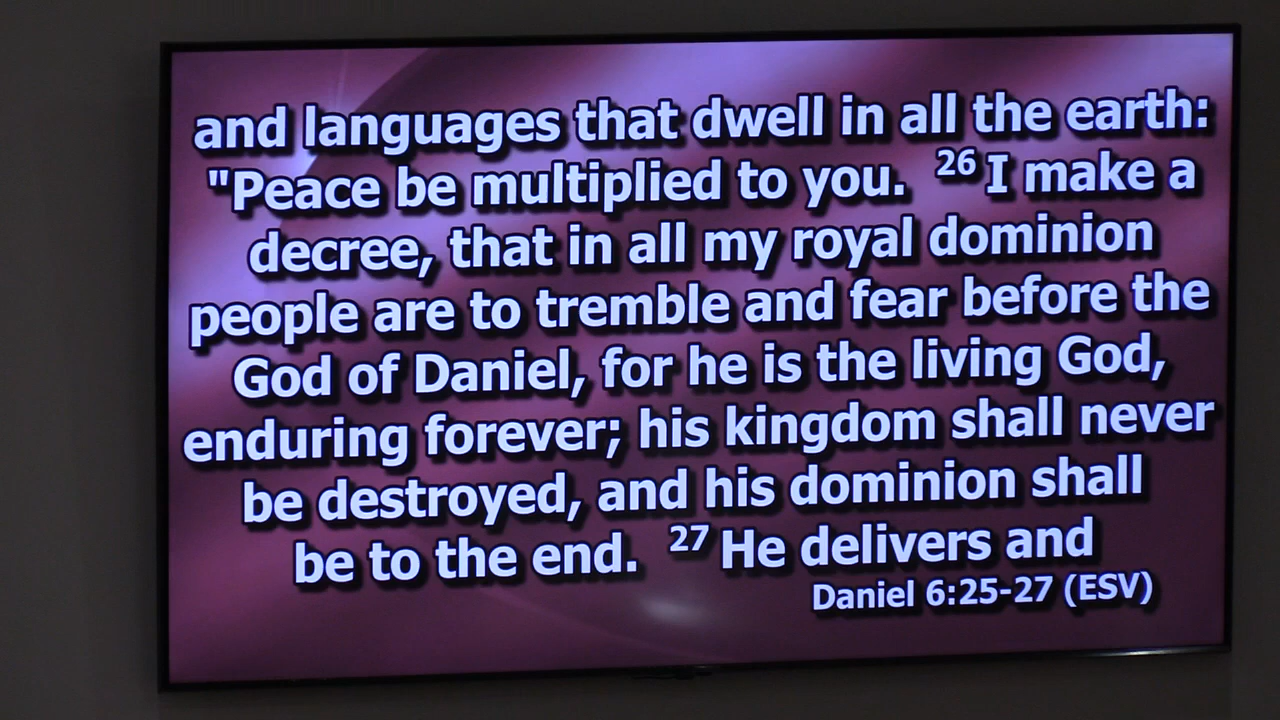 and languages that dwell in all the earth:
"Peace be multiplied to you. 26 I make a
decree, that in all my royal dominion
people are to tremble and fear before the
God of Daniel, for he is the living God,
enduring forever; his kingdom shall never
be destroyed, and his dominion shall
be to the end. 27 He delivers and
Daniel 6:25-27 (ESV)